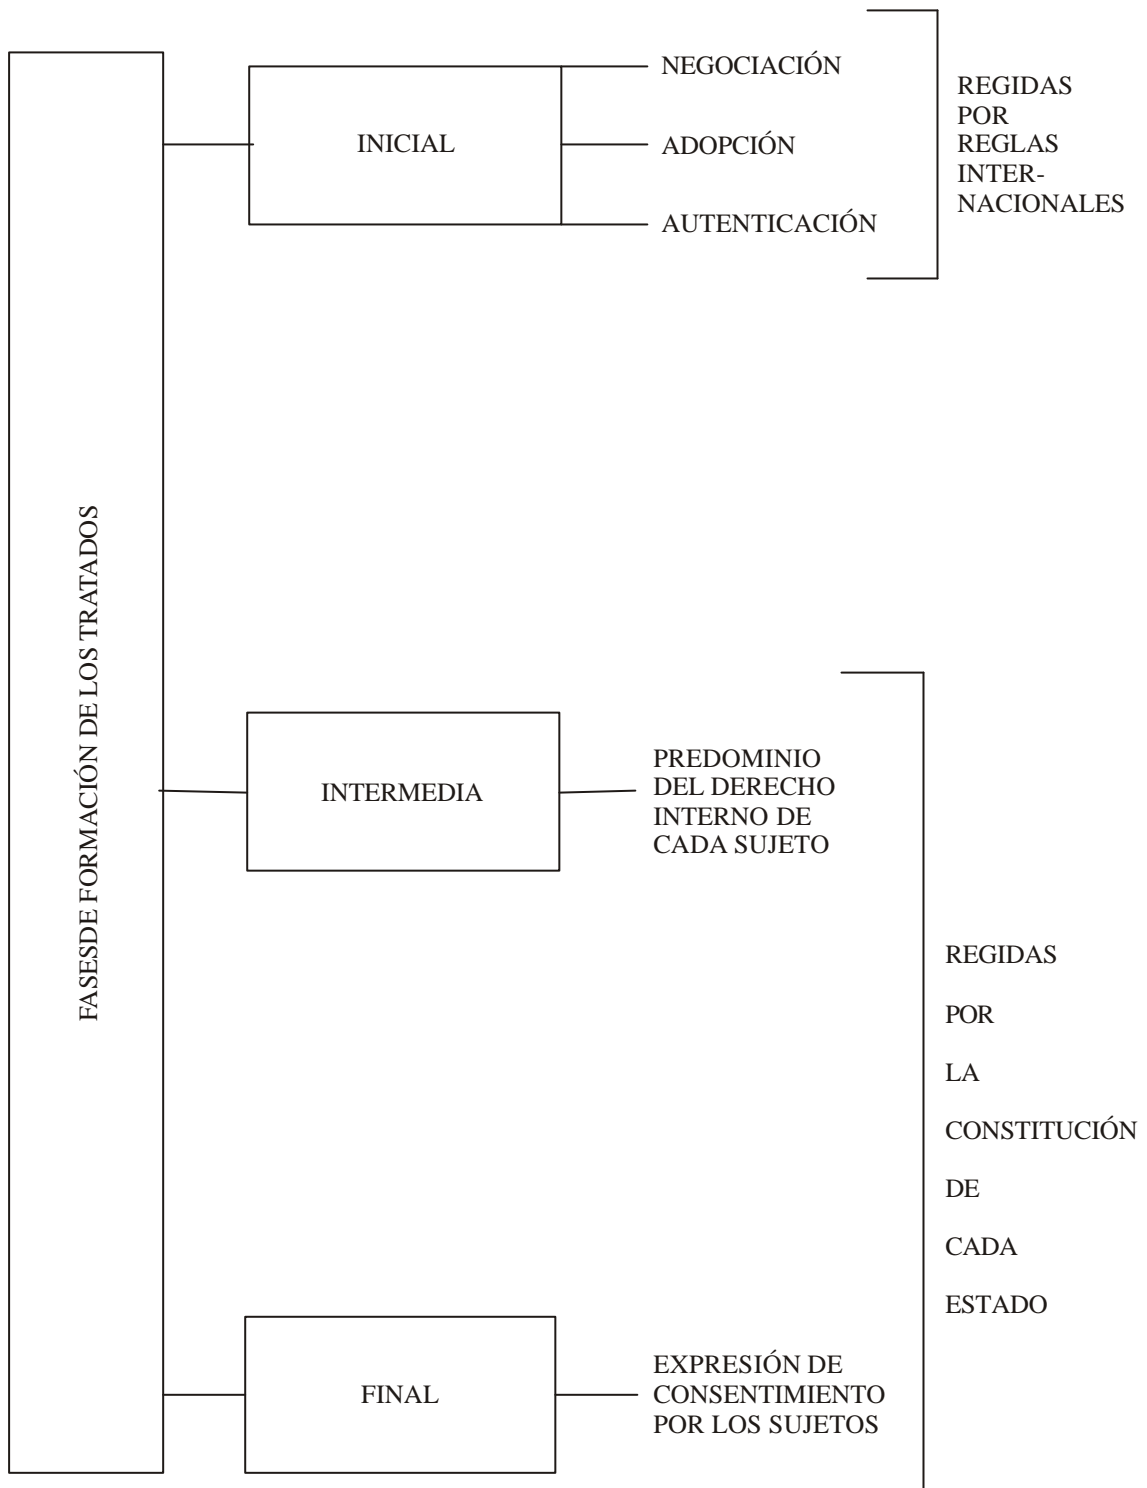 FASESDE FORMACIÓN DE LOS TRATADOS
INICIAL
NEGOCIACIÓN
ADOPCIÓN
AUTENTICACIÓN
REGIDAS
POR
REGLAS
INTER-
NACIONALES
INTERMEDIA
PREDOMINIO
DEL DERECHO
INTERNO DE
CADA SUJETO
FINAL
EXPRESIÓN DE
CONSENTIMIENTO
POR LOS SUJETOS
REGIDAS
POR
LA
CONSTITUCIÓN
DE
CADA
ESTADO